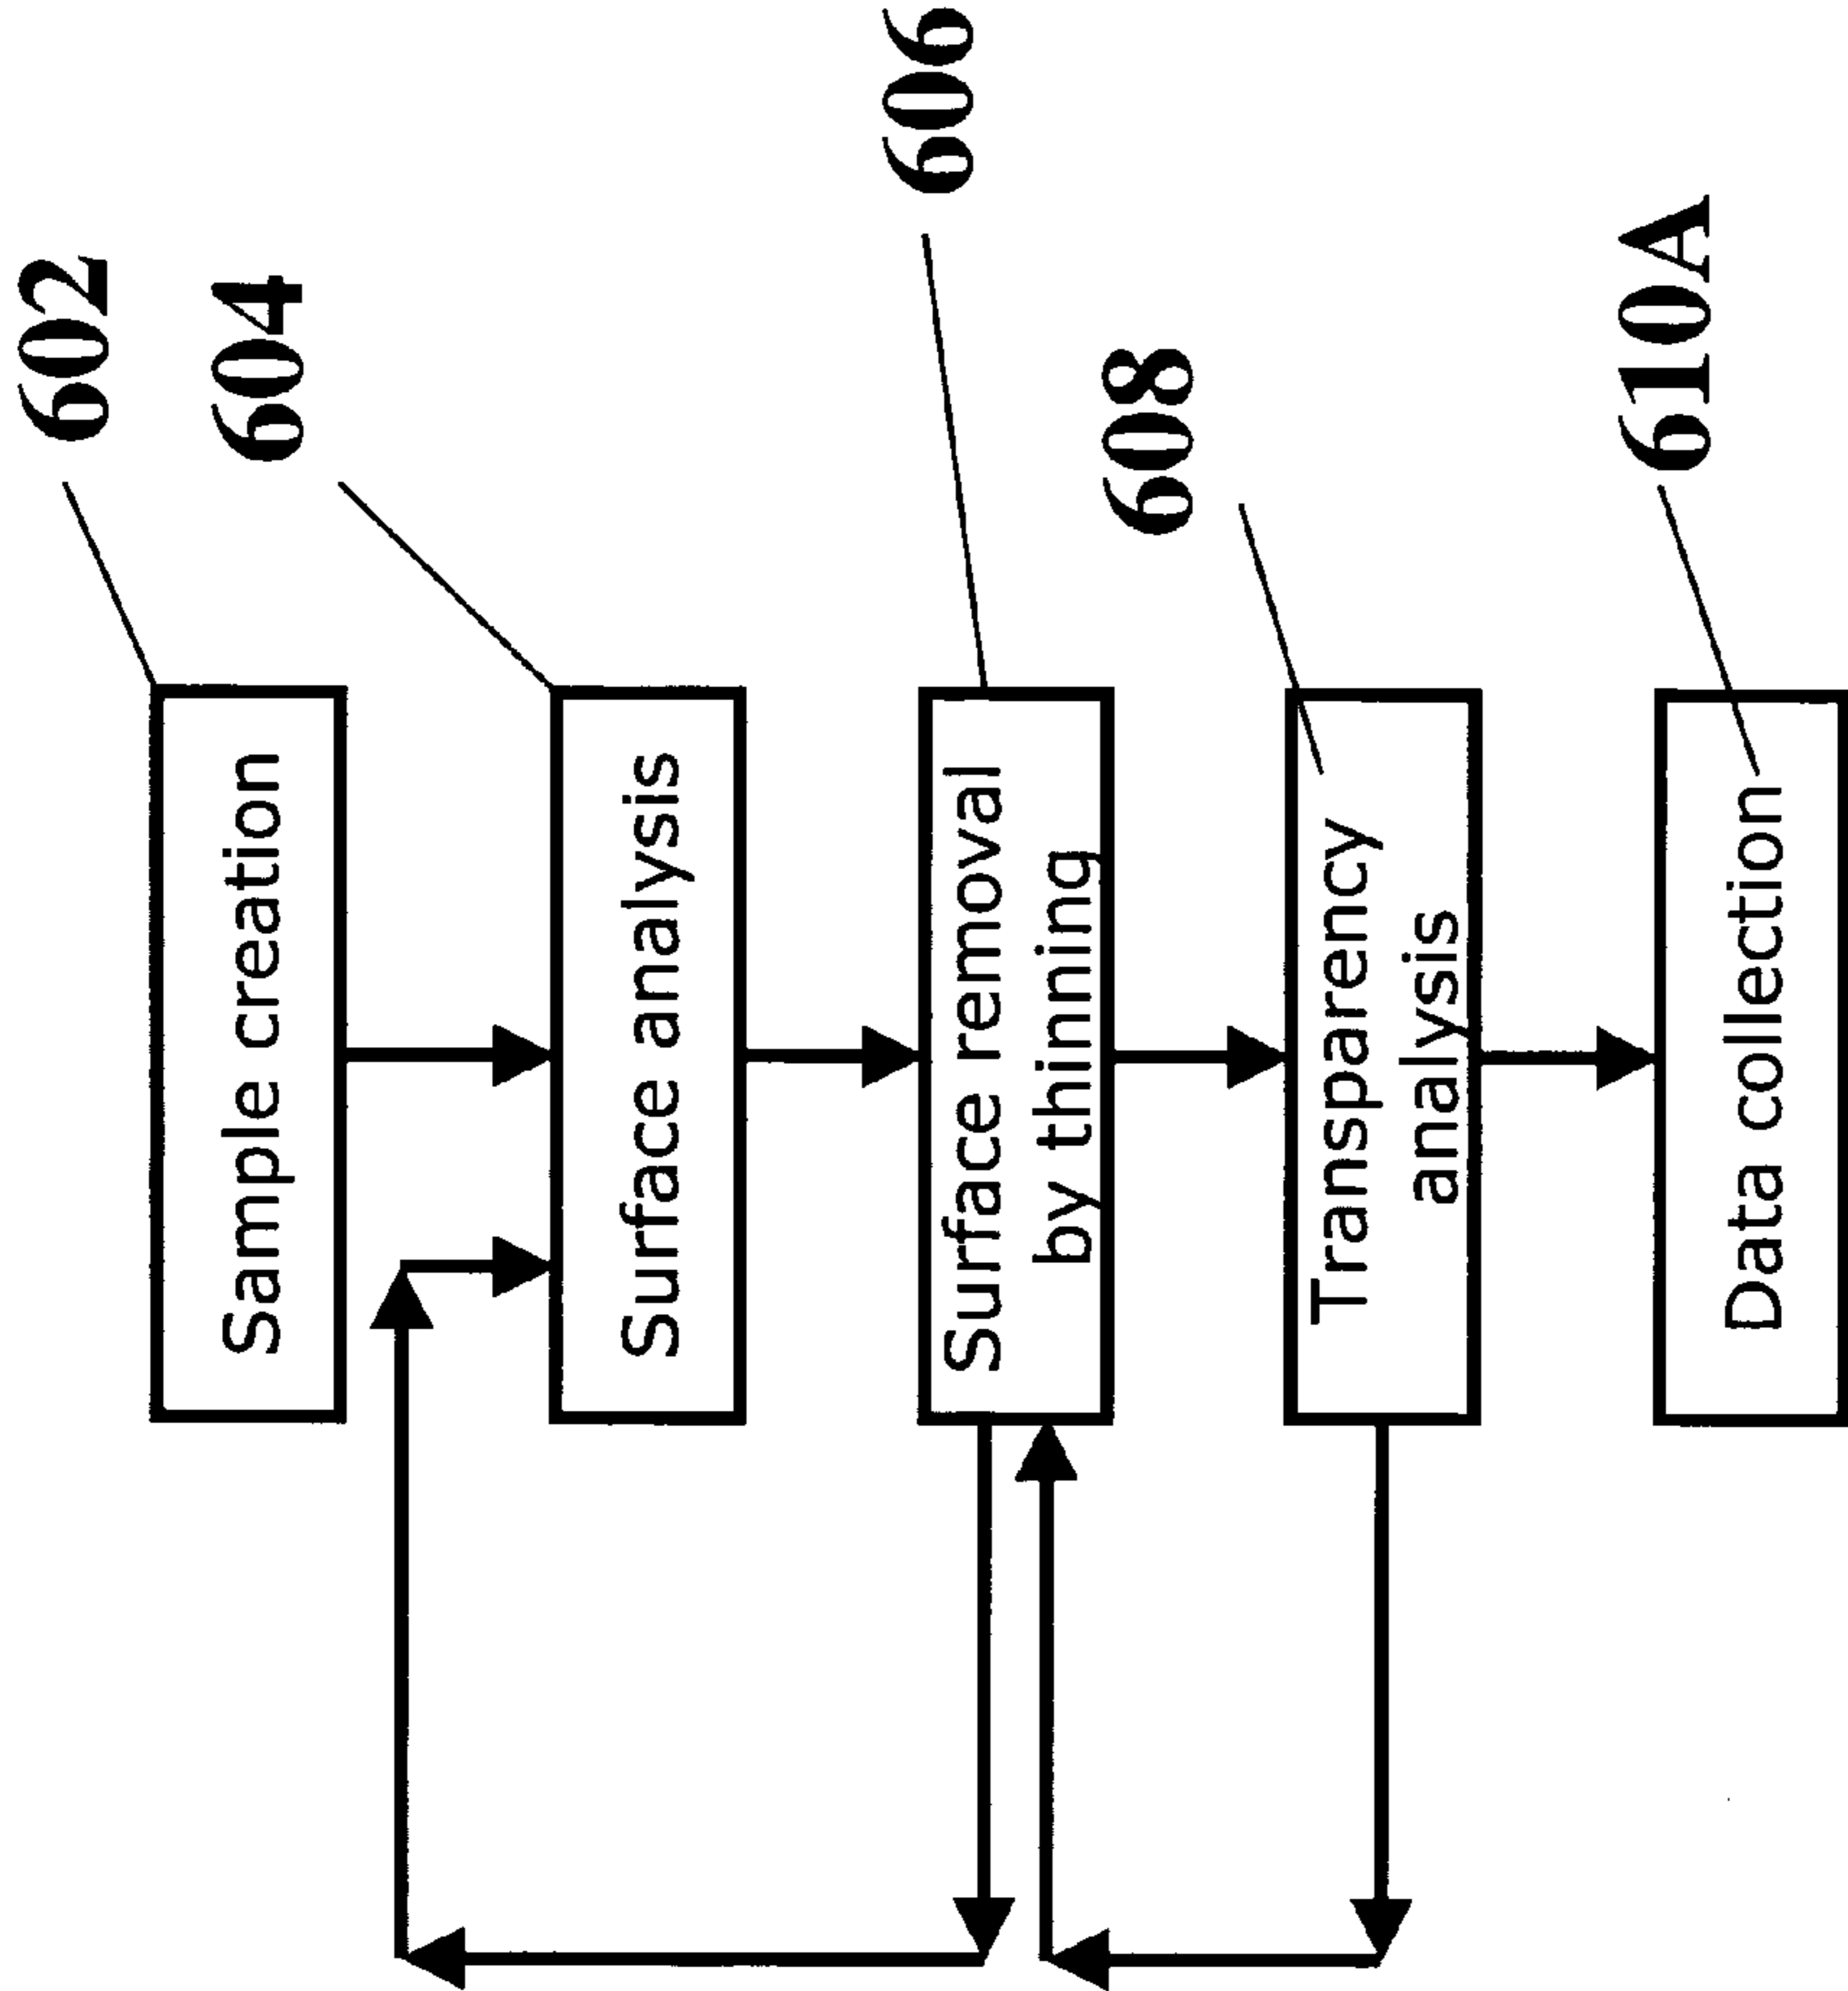 602
Sample creation
604
Surface analysis
606
Surface removal
by thinning
608
Transparency
analysis
610A
Data collection